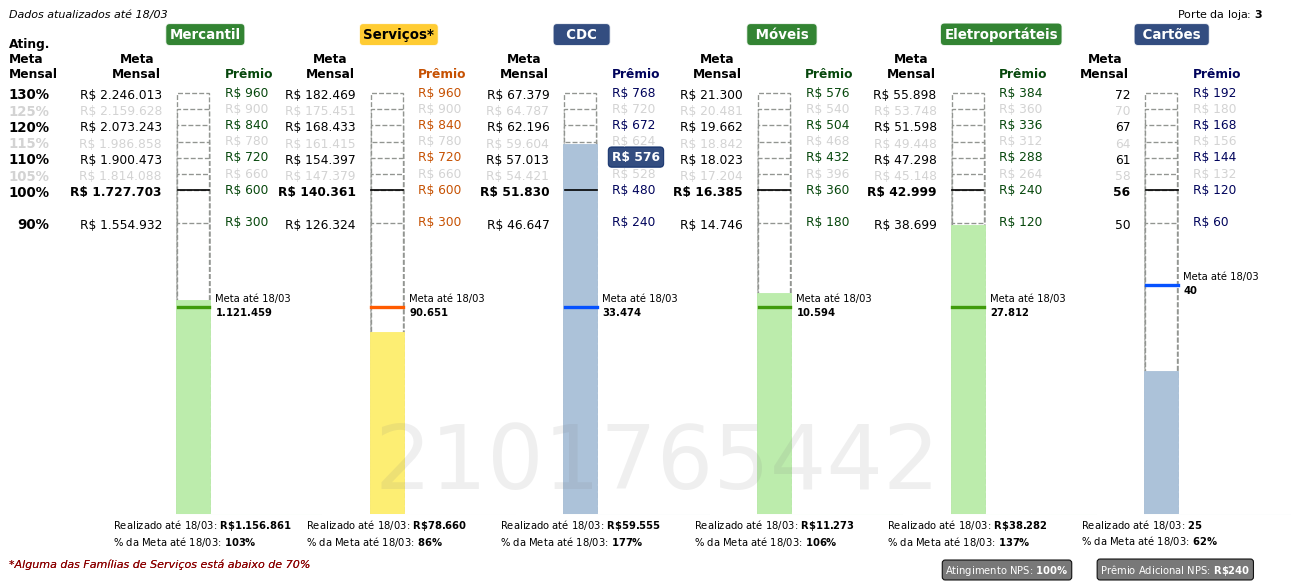 Dados atualizados até 18/03
Porte da loja: 3
Mercantil Serviços* CDC Móveis Eletroportáteis Cartões
Ating. Meta Mensal Meta Mensal Prêmio Meta Mensal Prêmio Meta Mensal Prêmio Meta Mensal Prêmio Meta Mensal Prêmio Meta Mensal Prêmio
130% R$ 2.246.013 R$ 960 R$ 182.469 R$ 960 R$ 67.379 R$ 768 R$ 21.300 R$ 576 R$ 55.898 R$ 384 72 R$ 192
125% R$ 2.159.628 R$ 900 R$ 175.451 R$ 900 R$ 64.787 R$ 720 R$ 20.481 R$ 540 R$ 53.748 R$ 360 70 R$ 180
120% R$ 2.073.243 R$ 840 R$ 168.433 R$ 840 R$ 62.196 R$ 672 R$ 19.662 R$ 504 R$ 51.598 R$ 336 67 R$ 168
115% R$ 1.986.858 R$ 780 R$ 161.415 R$ 780 R$ 59.604 R$ 624 R$ 18.842 R$ 468 R$ 49.448 R$ 312 64 R$ 156
110% R$ 1.900.473 R$ 720 R$ 154.397 R$ 720 R$ 57.013 R$ 576 R$ 18.023 R$ 432 R$ 47.298 R$ 288 61 R$ 144
105% R$ 1.814.088 R$ 660 R$ 147.379 R$ 660 R$ 54.421 R$ 528 R$ 17.204 R$ 396 R$ 45.148 R$ 264 58 R$ 132
100% R$ 1.727.703 R$ 600 R$ 140.361 R$ 600 R$ 51.830 R$ 480 R$ 16.385 R$ 360 R$ 42.999 R$ 240 56 R$ 120
90% R$ 1.554.932 R$ 300 R$ 126.324 R$ 300 R$ 46.647 R$ 240 R$ 14.746 R$ 180 R$ 38.699 R$ 120 50 R$ 60
Meta até 18/03
40
Meta até 18/03 Meta até 18/03 Meta até 18/03 Meta até 18/03 Meta até 18/03
1.121.459 90.651 33.474 10.594 27.812
2101765442
Realizado até 18/03: R$1.156.861 Realizado até 18/03: R$78.660 Realizado até 18/03: R$59.555 Realizado até 18/03: R$11.273 Realizado até 18/03: R$38.282 Realizado até 18/03: 25
% da Meta até 18/03: 103% % da Meta até 18/03: 86% % da Meta até 18/03: 177% % da Meta até 18/03: 106% % da Meta até 18/03: 137% % da Meta até 18/03: 62%
*Alguma das Famílias de Serviços está abaixo de 70%
Atingimento NPS: 100% Prêmio Adicional NPS: R$240